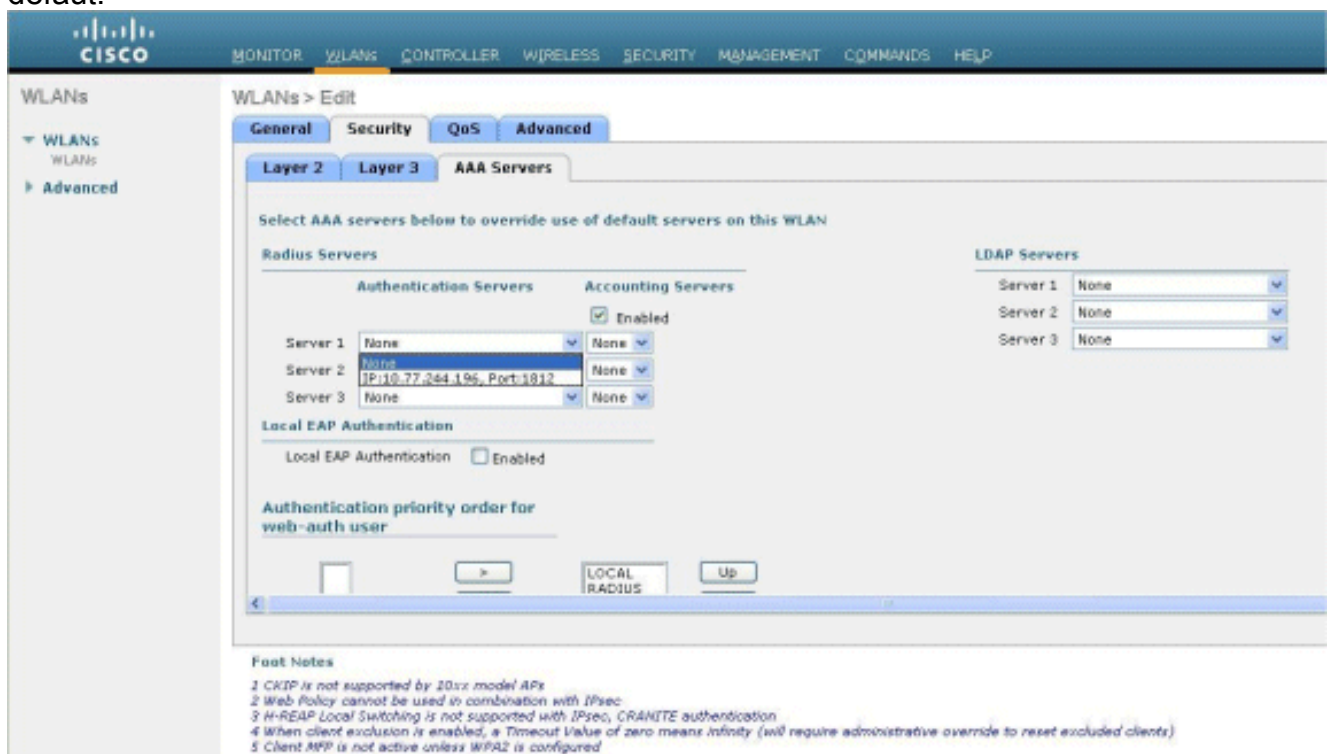 default.
CISCO
MONITOR WLANs CONTROLLER WIRELESS SECURITY MANAGEMENT COMMANDS HELP
WLANs
WLANs > Edit
WLANs
WLANs
Advanced
General Security QoS Advanced
Layer 2 Layer 3 AAA Servers
Select AAA servers below to override use of default servers on this WLAN
Radius Servers
LDAP Servers
Authentication Servers Accounting Servers
Enabled
Server 1 None None
None
IP:10.77.244.196, Port:1812
Server 2 None
Server 3 None None
Server 1 None
Server 2 None
Server 3 None
Local EAP Authentication
Local EAP Authentication Enabled
Authentication priority order for
web-auth user
> LOCAL Up
RADIUS
Foot Notes
1 CKIP is not supported by 10xx model APs
2 Web Policy cannot be used in combination with IPsec
3 H-REAP Local Switching is not supported with IPsec, CRANITE authentication
4 When client exclusion is enabled, a Timeout Value of zero means infinity (will require administrative override to reset excluded clients)
5 Client MFP is not active unless WPA2 is configured